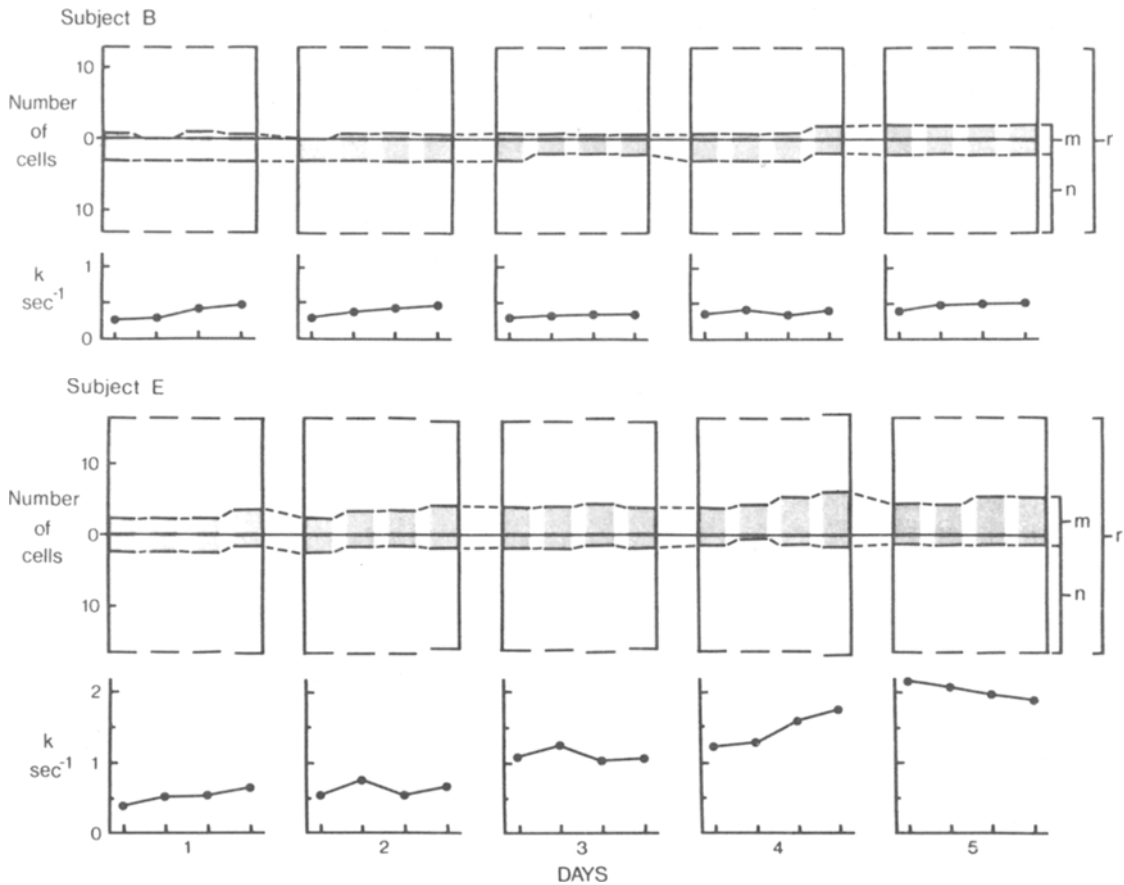 Subject B
10
Number
of
cells
0
10
m
r
n
k
sec-1
1
0
Subject E
10
Number
of
cells
0
10
m
r
n
2
k
sec-1
1
0
1 2 3 4 5
DAYS